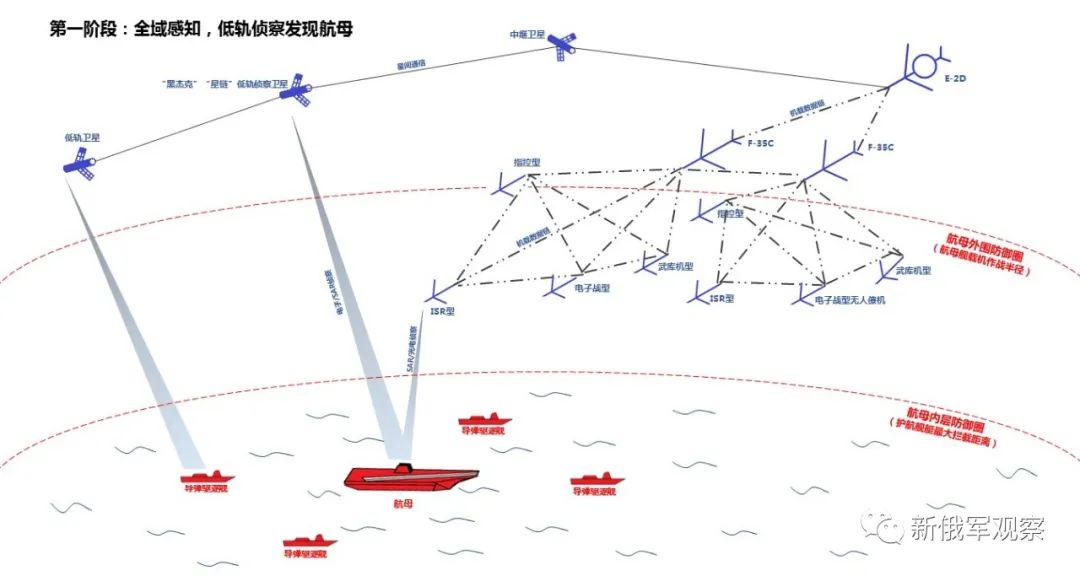 第一阶段：全域感知，低轨侦察发现航母
中继卫星
星间通信
“黑杰克”“星链”低轨侦察卫星
E-2D
机载数据链
低轨卫星
F-35C
F-35C
指控型
指控型
机载数据链
航母外围防御圈
（航母舰载机作战半径）
武库机型
武库机型
电子/SAR侦察
ISR型
电子战型
ISR型
电子战型无人僚机
SAR/光电侦察
航母内层防御圈
（护航舰艇最大拦截距离）
导弹驱逐舰
导弹驱逐舰
导弹驱逐舰
航母
导弹驱逐舰
新俄军观察